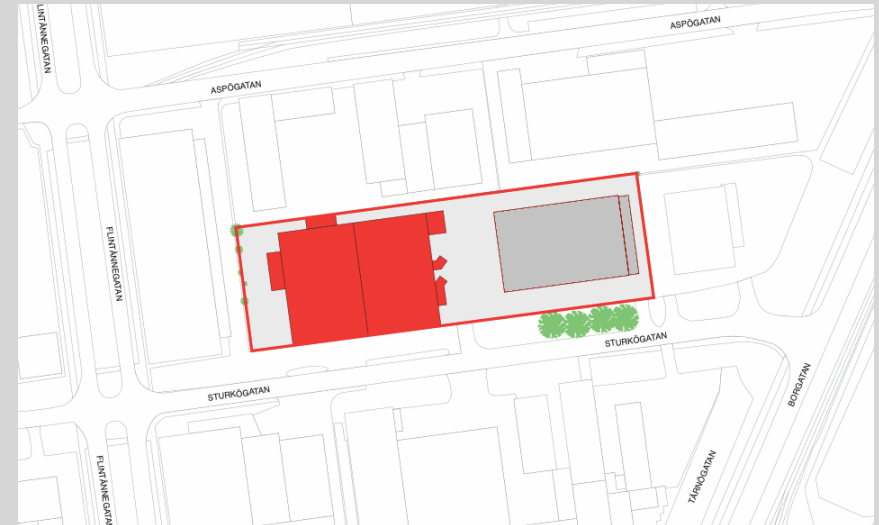 FLINTÄNNEGATAN
ASPÖGATAN
ASPÖGATAN
FLINTÄNNEGATAN
STURKÖGATAN
STURKÖGATAN
BORGATAN
TÄRNÖGATAN
FLINTÄNNEGATAN